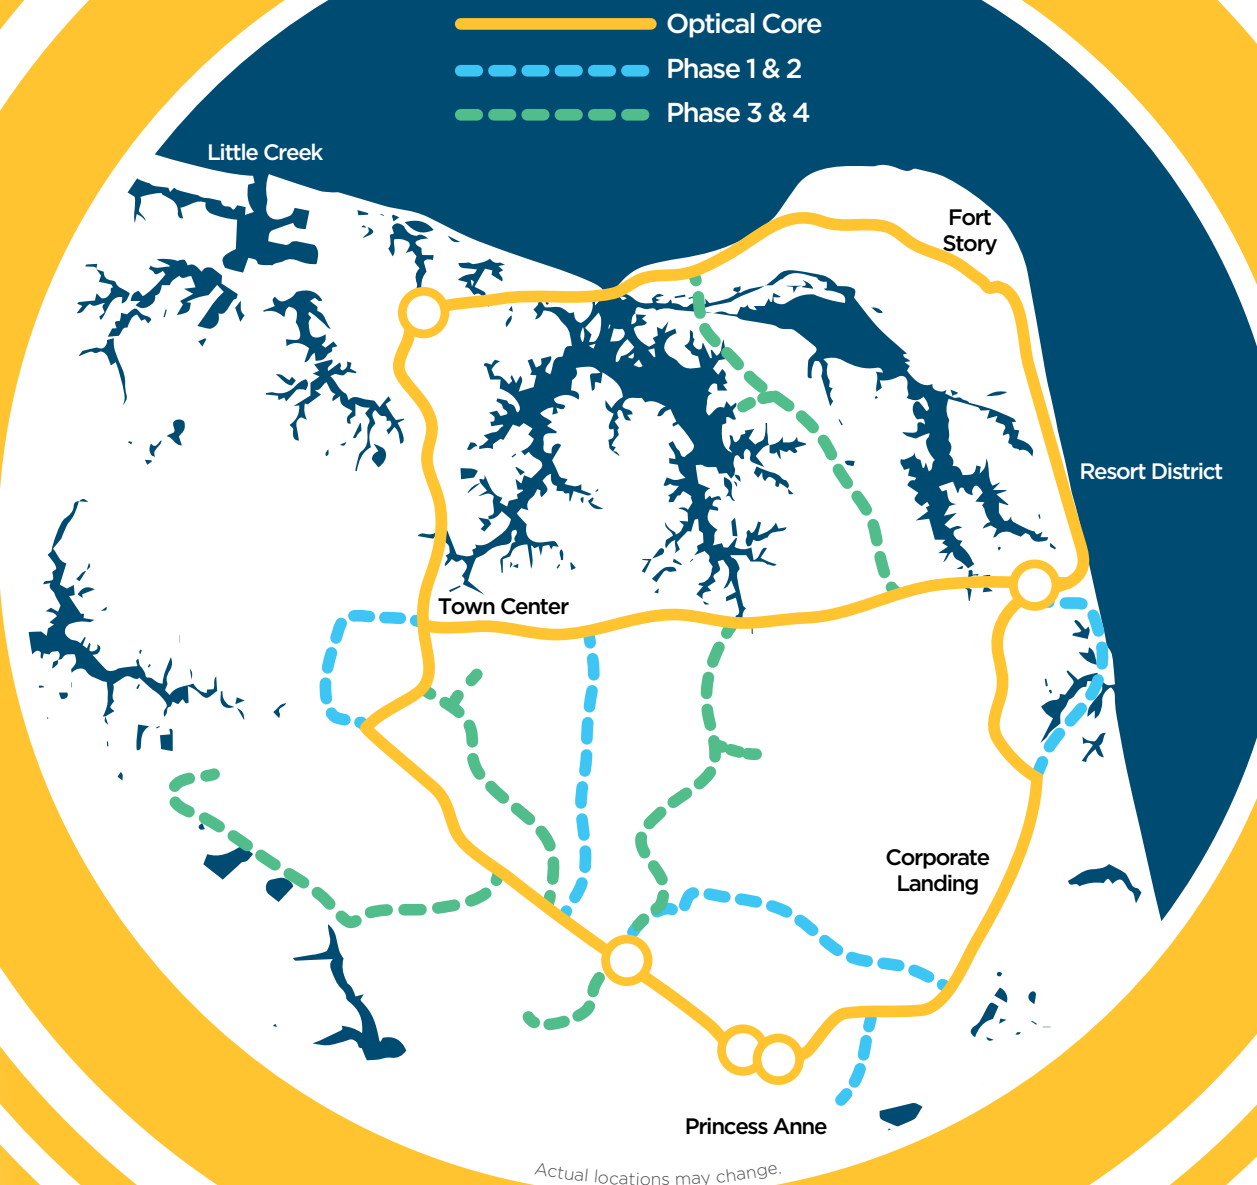 Optical Core
Phase 1 & 2
Phase 3 & 4
Little Creek
Fort
Story
Resort District
Town Center
Corporate
Landing
Princess Anne
Actual locations may change.